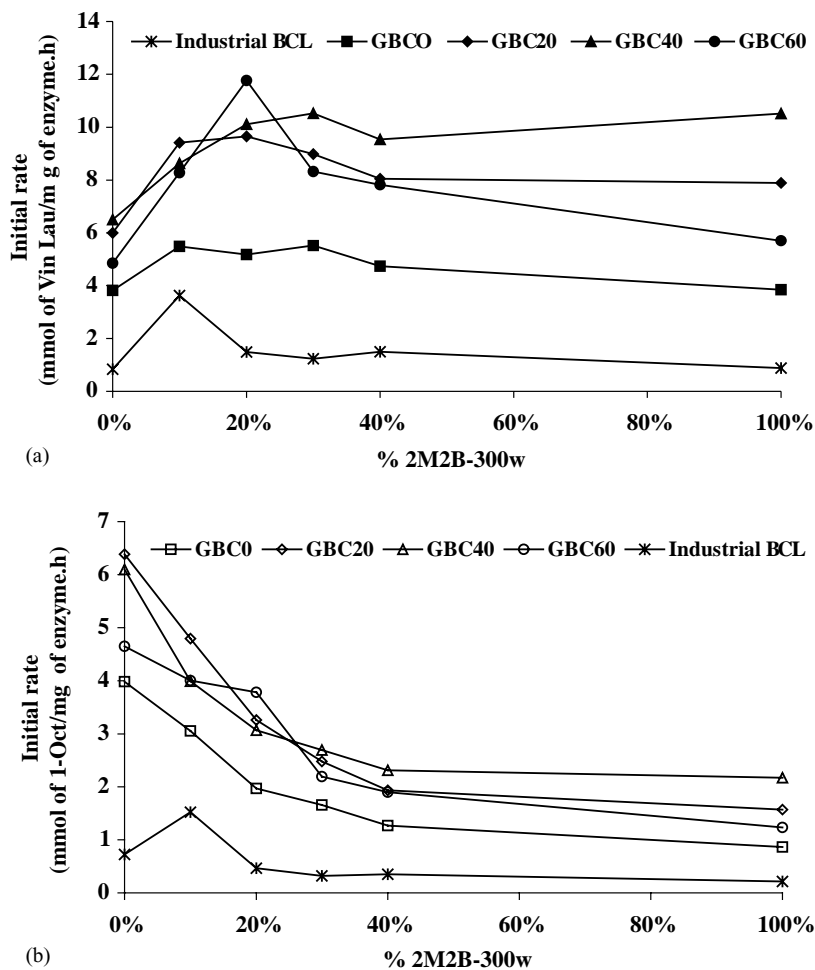 14
12
10
8
6
4
2
0
Initial rate
(mmol of Vin Lau/m g of enzyme.h)
Industrial BCL GBCO GBC20 GBC40 GBC60
0% 20% 40% 60% 80% 100%
% 2M2B-300w
(a)
7
6
5
4
3
2
1
0
Initial rate
(mmol of 1-Oct/mg of enzyme.h)
GBC0 GBC20 GBC40 GBC60 Industrial BCL
0% 20% 40% 60% 80% 100%
% 2M2B-300w
(b)